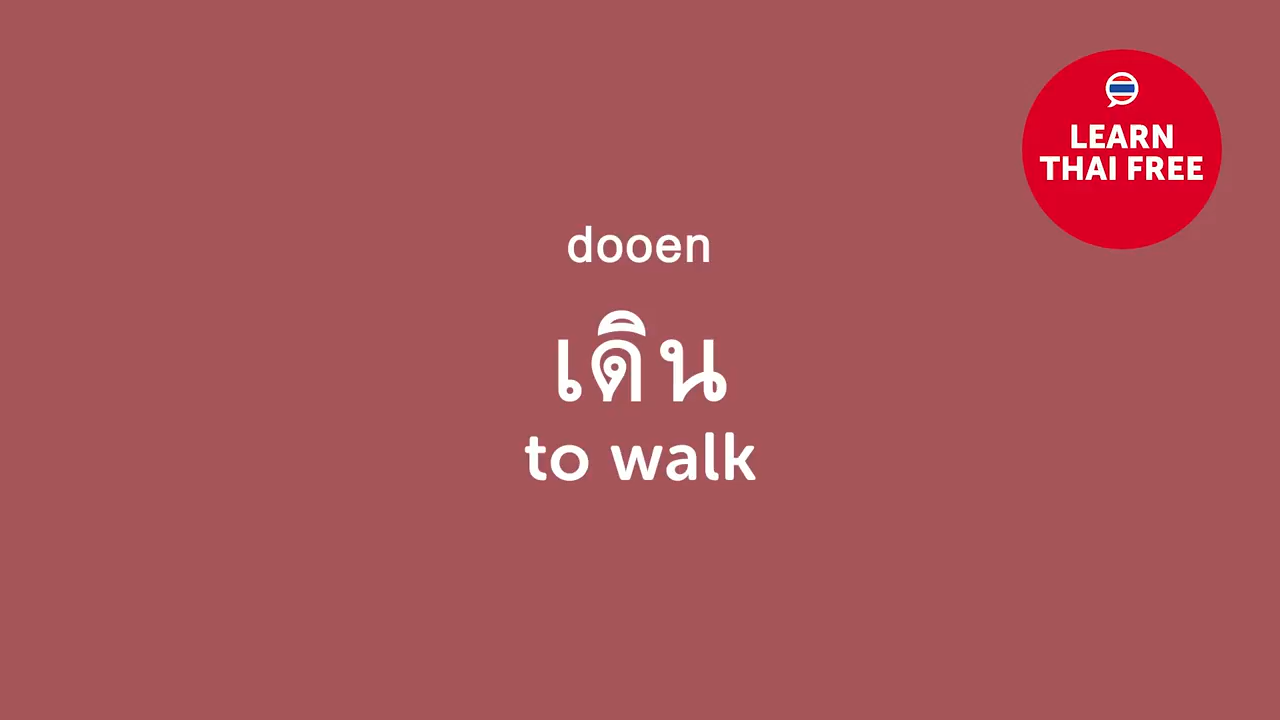 LEARN
THAI FREE
dooen
เดิน
to walk